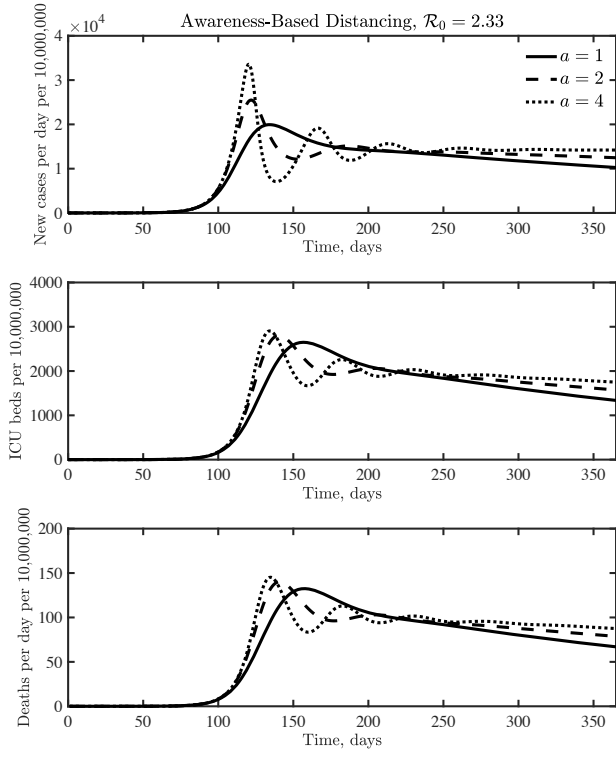 Awareness-Based Distancing, R₀ = 2.33
×10⁴
4
3
2
1
0
New cases per day per 10,000,000
a = 1
a = 2
a = 4
0 50 100 150 200 250 300 350
Time, days
4000
3000
2000
1000
0
ICU beds per 10,000,000
0 50 100 150 200 250 300 350
Time, days
200
150
100
50
0
Deaths per day per 10,000,000
0 50 100 150 200 250 300 350
Time, days